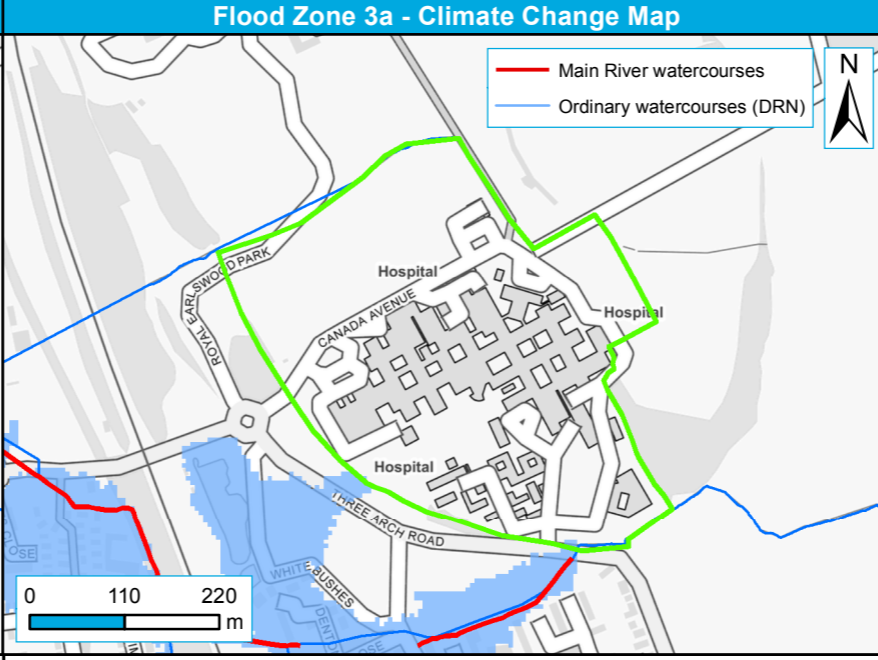 Flood Zone 3a - Climate Change Map
Main River watercourses
Ordinary watercourses (DRN)
N
ROYAL EARLSWOOD PARK
Hospital
CANADA AVENUE
Hospital
Hospital
THREE ARCH ROAD
CLOSE
WHITE BUSHES
0 110 220
m